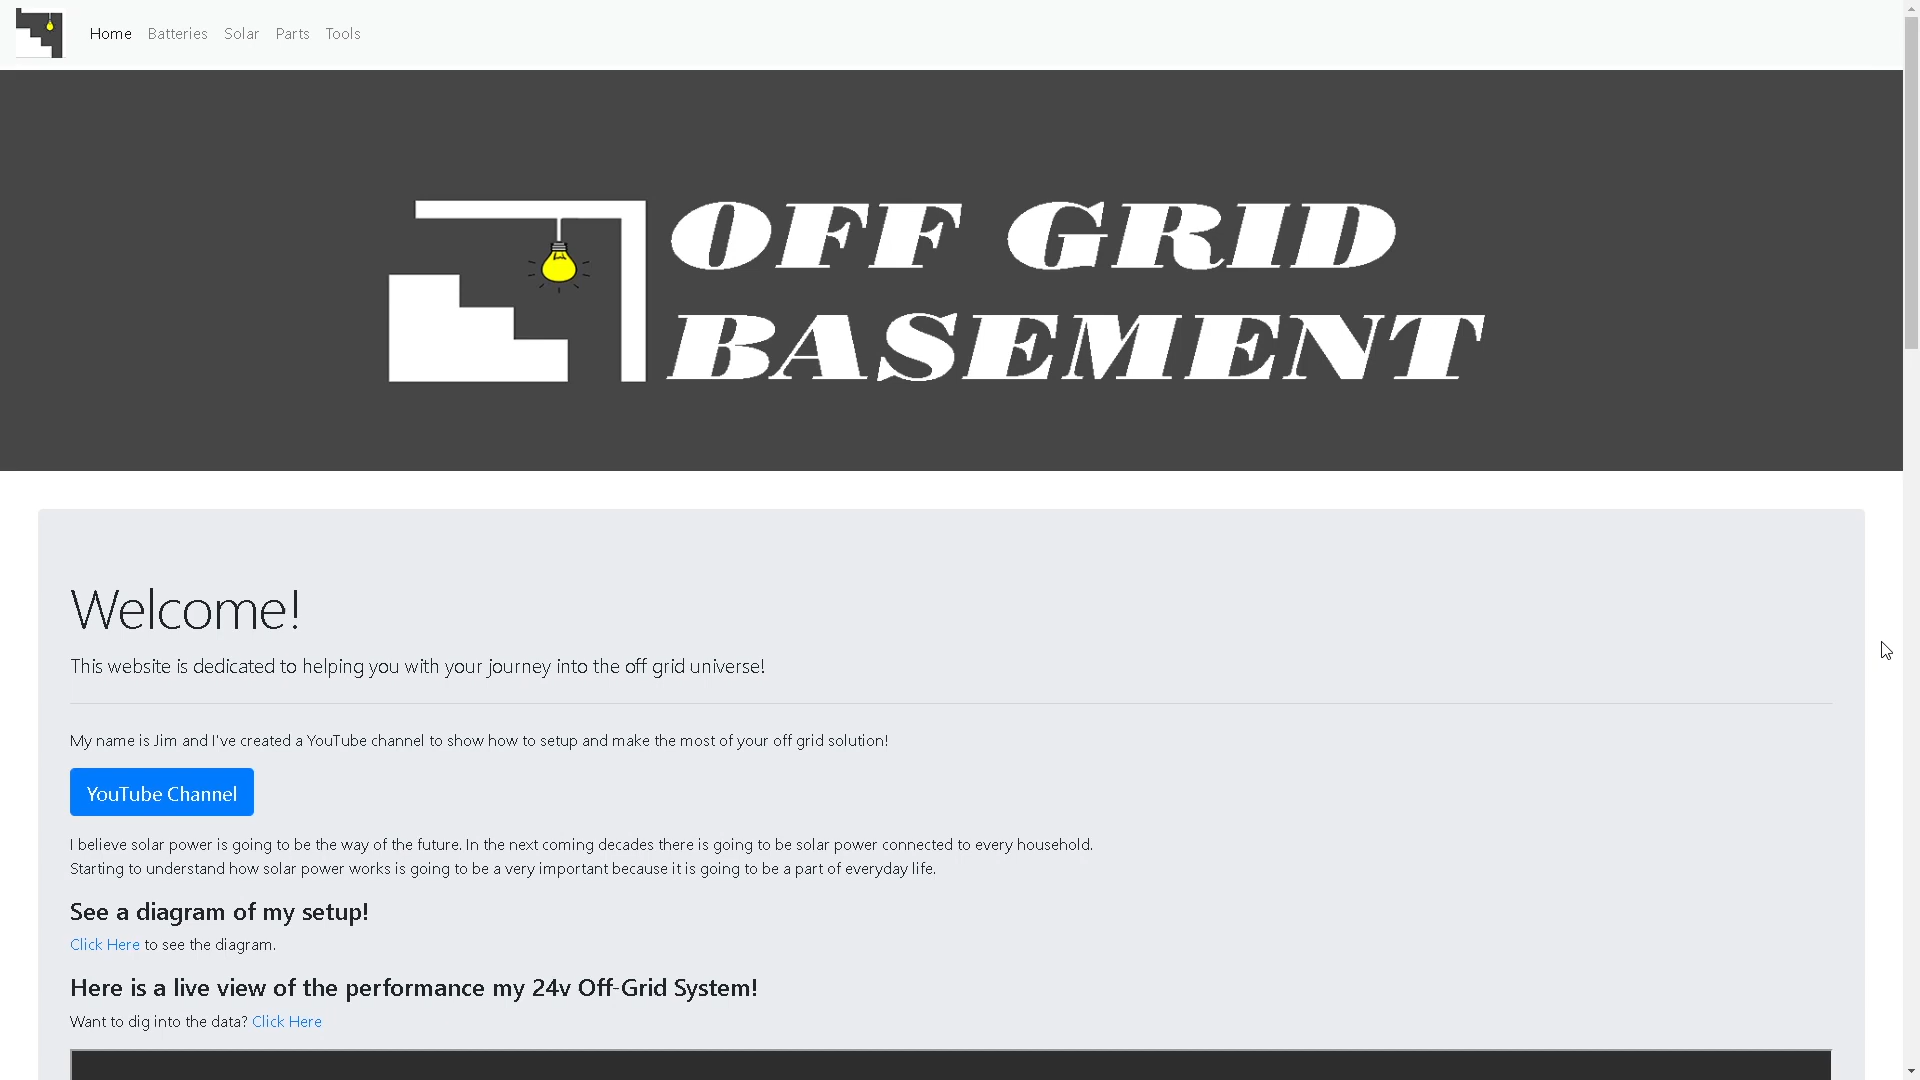 Home Batteries Solar Parts Tools
OFF GRID
BASEMENT
Welcome!
This website is dedicated to helping you with your journey into the off grid universe!
My name is Jim and I've created a YouTube channel to show how to setup and make the most of your off grid solution!
YouTube Channel
I believe solar power is going to be the way of the future. In the next coming decades there is going to be solar power connected to every household.
Starting to understand how solar power works is going to be a very important because it is going to be a part of everyday life.
See a diagram of my setup!
Click Here to see the diagram.
Here is a live view of the performance my 24v Off-Grid System!
Want to dig into the data? Click Here